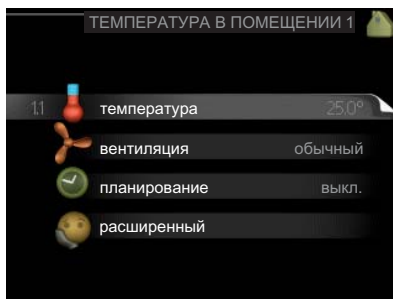 ТЕМПЕРАТУРА В ПОМЕЩЕНИИ 1
1.1 температура 25.0°
вентиляция обычный
планирование выкл.
расширенный